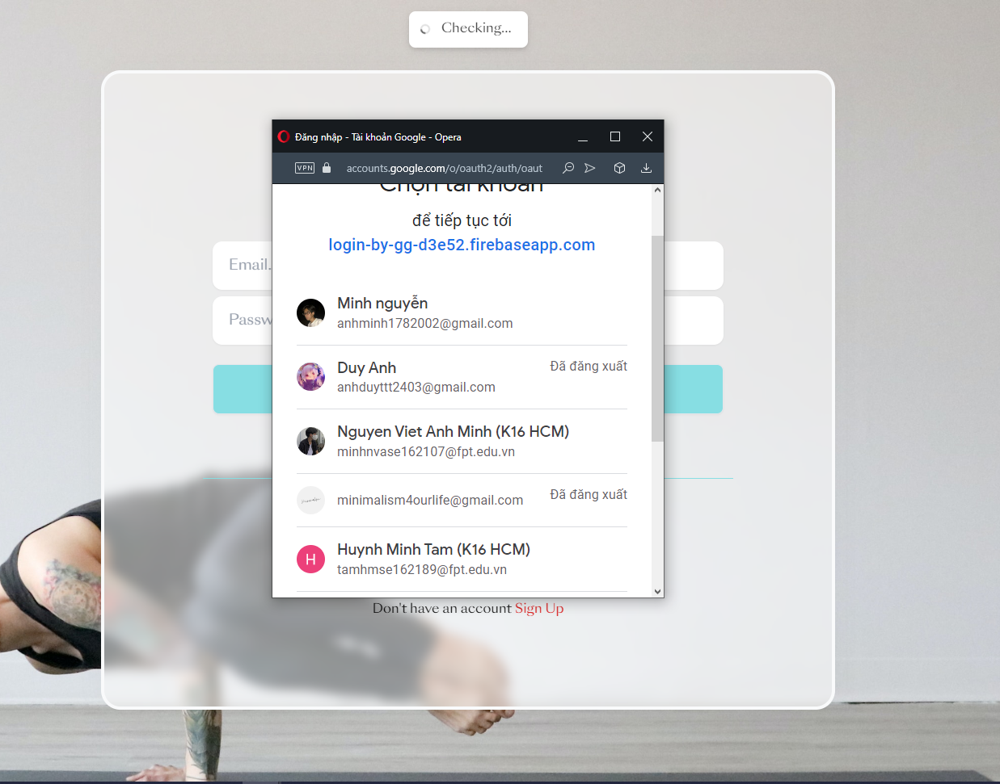 Checking...
Đăng nhập - Tài khoản Google - Opera
VPN accounts.google.com/o/oauth2/auth/oaut
Chọn tài khoản
để tiếp tục tới
login-by-gg-d3e52.firebaseapp.com
Email.
Passw
Minh nguyễn
anhminh1782002@gmail.com
Duy Anh
Đã đăng xuất
anhduyttt2403@gmail.com
Nguyen Viet Anh Minh (K16 HCM)
minhnvase162107@fpt.edu.vn
minimalism4ourlife@gmail.com
Đã đăng xuất
H
Huynh Minh Tam (K16 HCM)
tamhmse162189@fpt.edu.vn
Don't have an account Sign Up